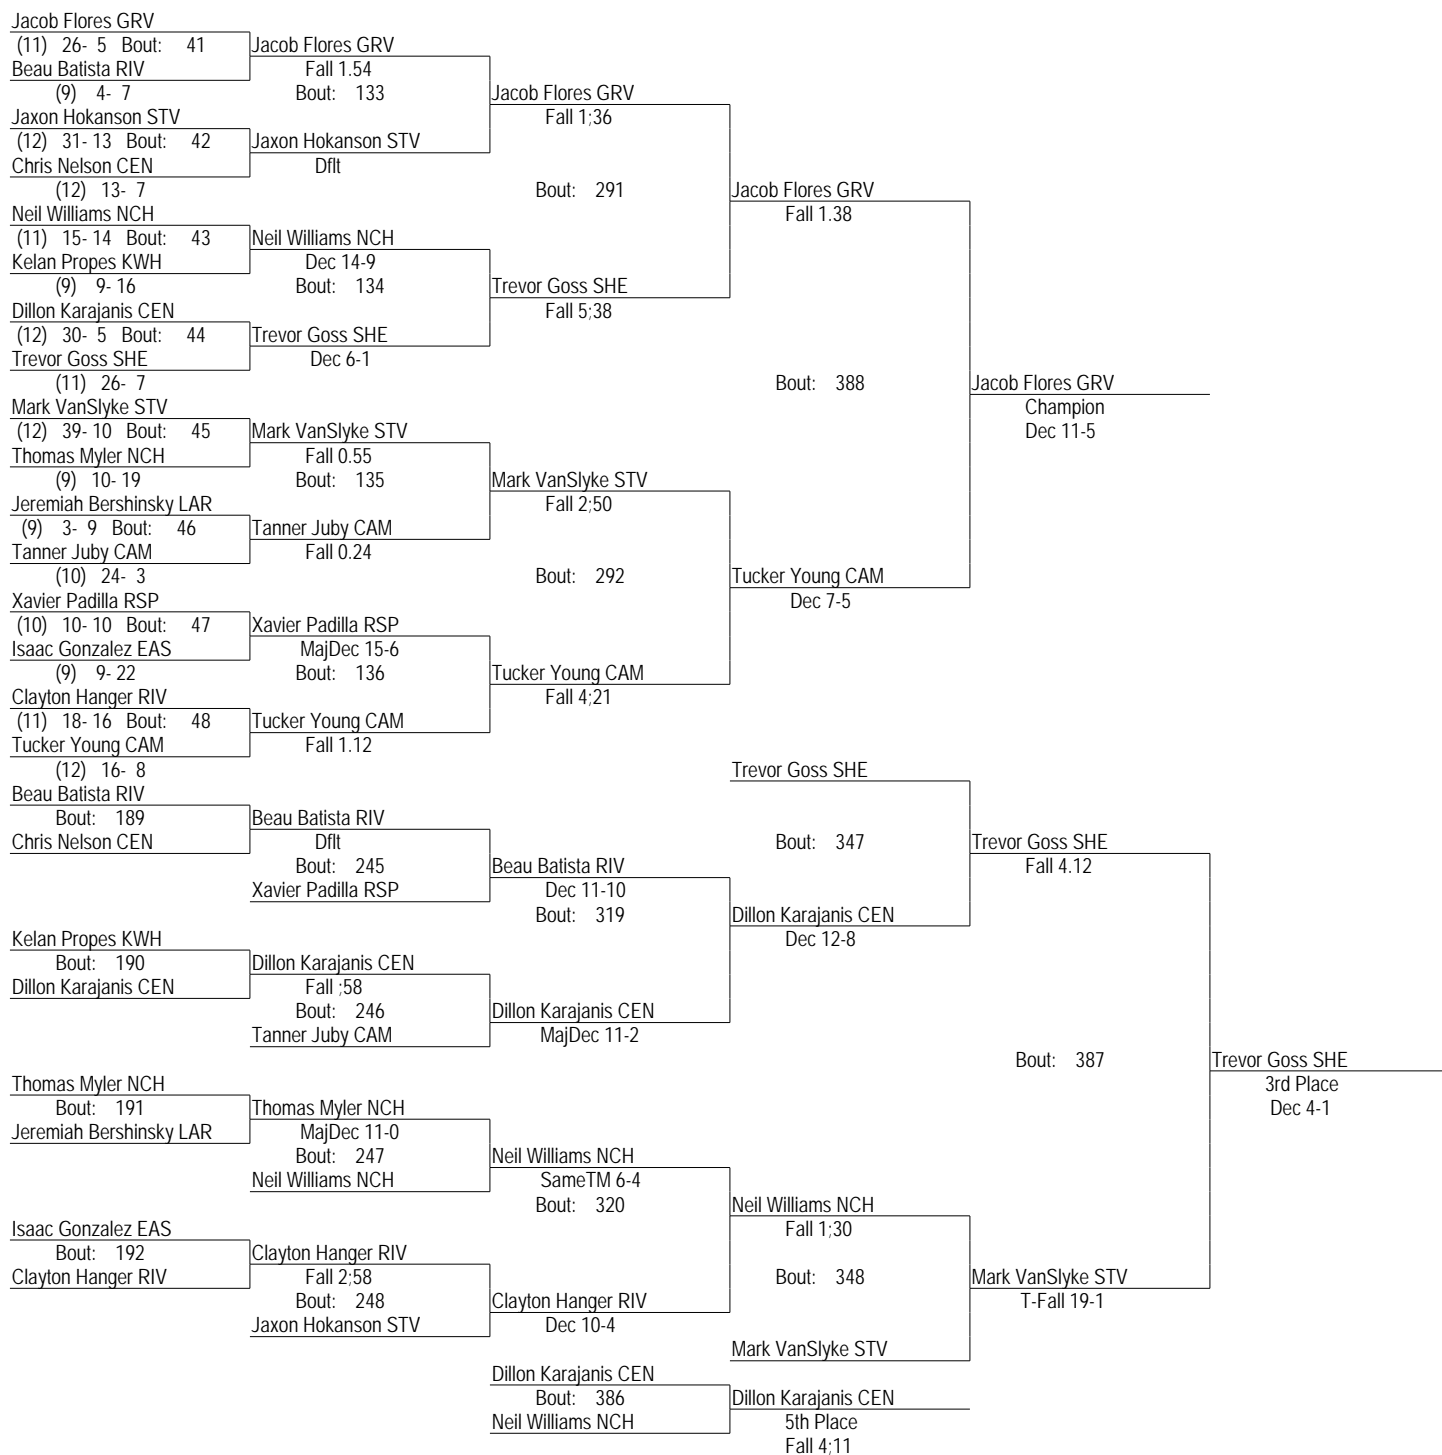 Jacob Flores GRV
(11) 26- 5 Bout: 41 Jacob Flores GRV
Beau Batista RIV Fall 1.54
(9) 4- 7 Bout: 133 Jacob Flores GRV
Jaxon Hokanson STV Fall 1;36
(12) 31- 13 Bout: 42 Jaxon Hokanson STV
Chris Nelson CEN Dflt
(12) 13- 7 Bout: 291 Jacob Flores GRV
Neil Williams NCH Fall 1.38
(11) 15- 14 Bout: 43 Neil Williams NCH
Kelan Propes KWH Dec 14-9
(9) 9- 16 Bout: 134 Trevor Goss SHE
Dillon Karajanis CEN Fall 5;38
(12) 30- 5 Bout: 44 Trevor Goss SHE
Trevor Goss SHE Dec 6-1
(11) 26- 7 Bout: 388 Jacob Flores GRV
Mark VanSlyke STV Champion
(12) 39- 10 Bout: 45 Mark VanSlyke STV Dec 11-5
Thomas Myler NCH Fall 0.55
(9) 10- 19 Bout: 135 Mark VanSlyke STV
Jeremiah Bershinsky LAR Fall 2;50
(9) 3- 9 Bout: 46 Tanner Juby CAM
Tanner Juby CAM Fall 0.24
(10) 24- 3 Bout: 292 Tucker Young CAM
Xavier Padilla RSP Dec 7-5
(10) 10- 10 Bout: 47 Xavier Padilla RSP
Isaac Gonzalez EAS MajDec 15-6
(9) 9- 22 Bout: 136 Tucker Young CAM
Clayton Hanger RIV Fall 4;21
(11) 18- 16 Bout: 48 Tucker Young CAM
Tucker Young CAM Fall 1.12
(12) 16- 8 Trevor Goss SHE
Beau Batista RIV
Bout: 189 Beau Batista RIV
Chris Nelson CEN Dflt Bout: 347 Trevor Goss SHE
Bout: 245 Beau Batista RIV Fall 4.12
Xavier Padilla RSP Dec 11-10
Bout: 319 Dillon Karajanis CEN
Kelan Propes KWH Dec 12-8
Bout: 190 Dillon Karajanis CEN
Dillon Karajanis CEN Fall ;58
Bout: 246 Dillon Karajanis CEN
Tanner Juby CAM MajDec 11-2
Bout: 387 Trevor Goss SHE
Thomas Myler NCH 3rd Place
Bout: 191 Thomas Myler NCH Dec 4-1
Jeremiah Bershinsky LAR MajDec 11-0
Bout: 247 Neil Williams NCH
Neil Williams NCH SameTM 6-4
Bout: 320 Neil Williams NCH
Isaac Gonzalez EAS Fall 1;30
Bout: 192 Clayton Hanger RIV
Clayton Hanger RIV Fall 2;58 Bout: 348 Mark VanSlyke STV
Bout: 248 Clayton Hanger RIV T-Fall 19-1
Jaxon Hokanson STV Dec 10-4
Mark VanSlyke STV
Dillon Karajanis CEN
Bout: 386 Dillon Karajanis CEN
Neil Williams NCH 5th Place
Fall 4;11